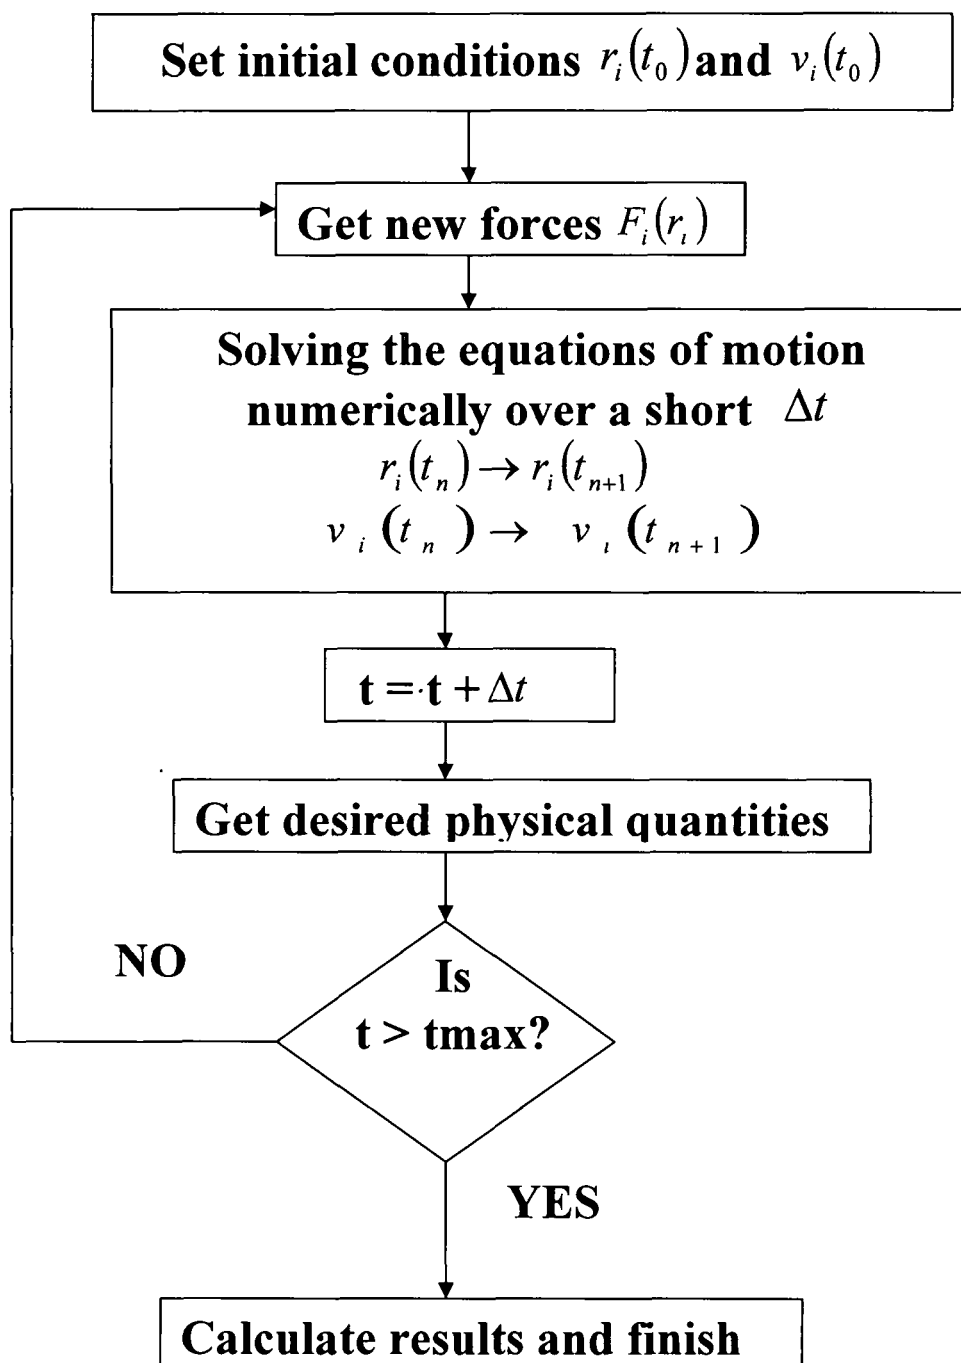 Set initial conditions r_i(t_0) and v_i(t_0)
Get new forces F_i(r_i)
Solving the equations of motion
numerically over a short Δt
r_i(t_n) → r_i(t_{n+1})
v_i(t_n) → v_i(t_{n+1})
t = t + Δt
Get desired physical quantities
NO
Is
t > tmax?
YES
Calculate results and finish